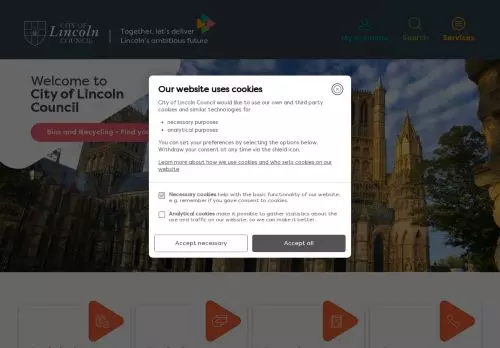 CITY OF
Lincoln
COUNCIL
Together, let's deliver
Lincoln's ambitious future
My account
Search
Services
Welcome to
City of Lincoln
Council
Bins and Recycling - Find you
Our website uses cookies
City of Lincoln Council would like to use our own and third party
cookies and similar technologies for
necessary purposes
analytical purposes
You can set your preferences by selecting the options below.
Withdraw your consent at any time via the shield icon.
Learn more about how we use cookies and who sets cookies on our
website
Necessary cookies help with the basic functionality of our website,
e.g. remember if you gave consent to cookies.
Analytical cookies make it possible to gather statistics about the
use and traffic on our website, so we can make it better.
Accept necessary
Accept all